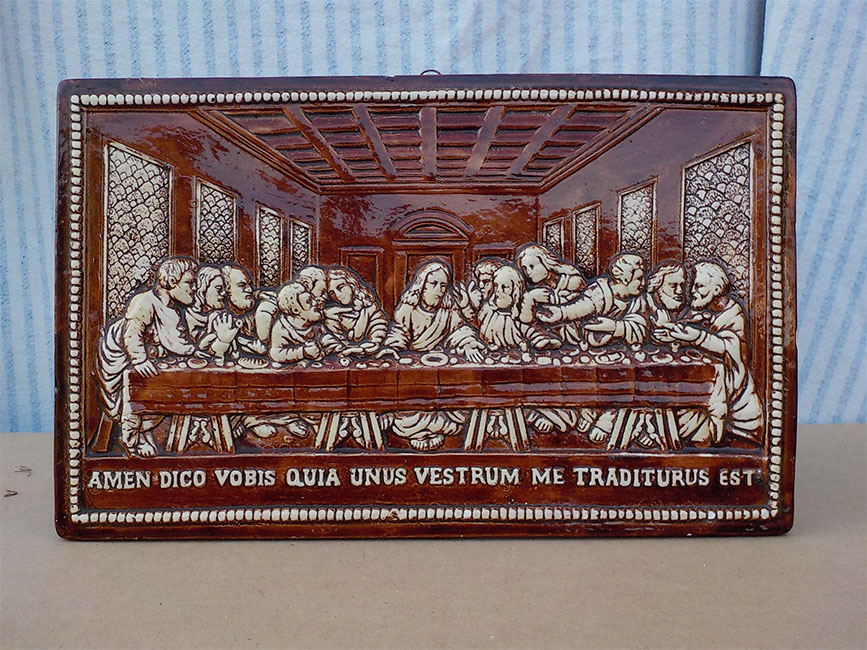 AMEN DICO VOBIS QUIA UNUS VESTRUM ME TRADITURUS EST